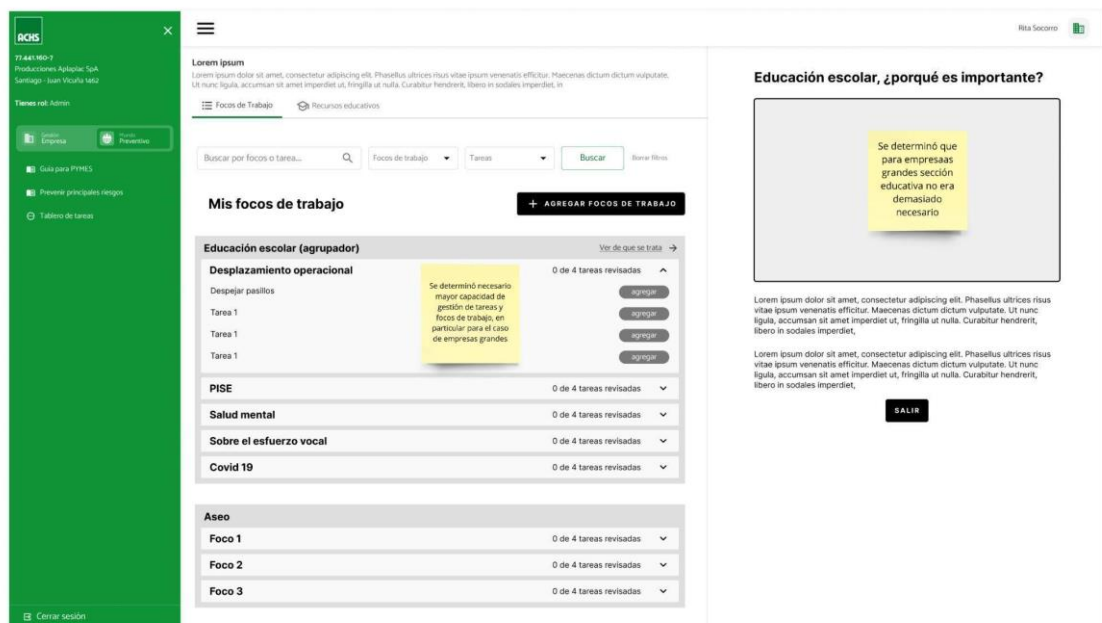 ACHS
77.441.160-7
Producciones Aplaplac SpA
Santiago - Juan Vicuña 1462
Tienes rol: Admin
Gestión
Empresa
Mundo
Preventivo
Guía para PYMES
Prevenir principales riesgos
Tablero de tareas
Cerrar sesión
Rita Socorro
Lorem ipsum
Lorem ipsum dolor sit amet, consectetur adipiscing elit. Phasellus ultrices risus vitae ipsum venenatis efficitur. Maecenas dictum dictum vulputate.
Ut nunc ligula, accumsan sit amet imperdiet ut, fringilla ut nulla. Curabitur hendrerit, libero in sodales imperdiet, in
Focos de Trabajo
Recursos educativos
Buscar por focos o tarea...
Focos de trabajo
Tareas
Buscar
Borrar filtros
Mis focos de trabajo
+ AGREGAR FOCOS DE TRABAJO
Educación escolar (agrupador)
Ver de que se trata →
Desplazamiento operacional
0 de 4 tareas revisadas
Despejar pasillos
agregar
Tarea 1
agregar
Tarea 1
agregar
Tarea 1
agregar
Se determinó necesario
mayor capacidad de
gestión de tareas y
focos de trabajo, en
particular para el caso
de empresas grandes
PISE
0 de 4 tareas revisadas
Salud mental
0 de 4 tareas revisadas
Sobre el esfuerzo vocal
0 de 4 tareas revisadas
Covid 19
0 de 4 tareas revisadas
Aseo
Foco 1
0 de 4 tareas revisadas
Foco 2
0 de 4 tareas revisadas
Foco 3
0 de 4 tareas revisadas
Educación escolar, ¿porqué es importante?
Se determinó que
para empresaas
grandes sección
educativa no era
demasiado
necesario
Lorem ipsum dolor sit amet, consectetur adipiscing elit. Phasellus ultrices risus
vitae ipsum venenatis efficitur. Maecenas dictum dictum vulputate. Ut nunc
ligula, accumsan sit amet imperdiet ut, fringilla ut nulla. Curabitur hendrerit,
libero in sodales imperdiet,
Lorem ipsum dolor sit amet, consectetur adipiscing elit. Phasellus ultrices risus
vitae ipsum venenatis efficitur. Maecenas dictum dictum vulputate. Ut nunc
ligula, accumsan sit amet imperdiet ut, fringilla ut nulla. Curabitur hendrerit,
libero in sodales imperdiet,
SALIR